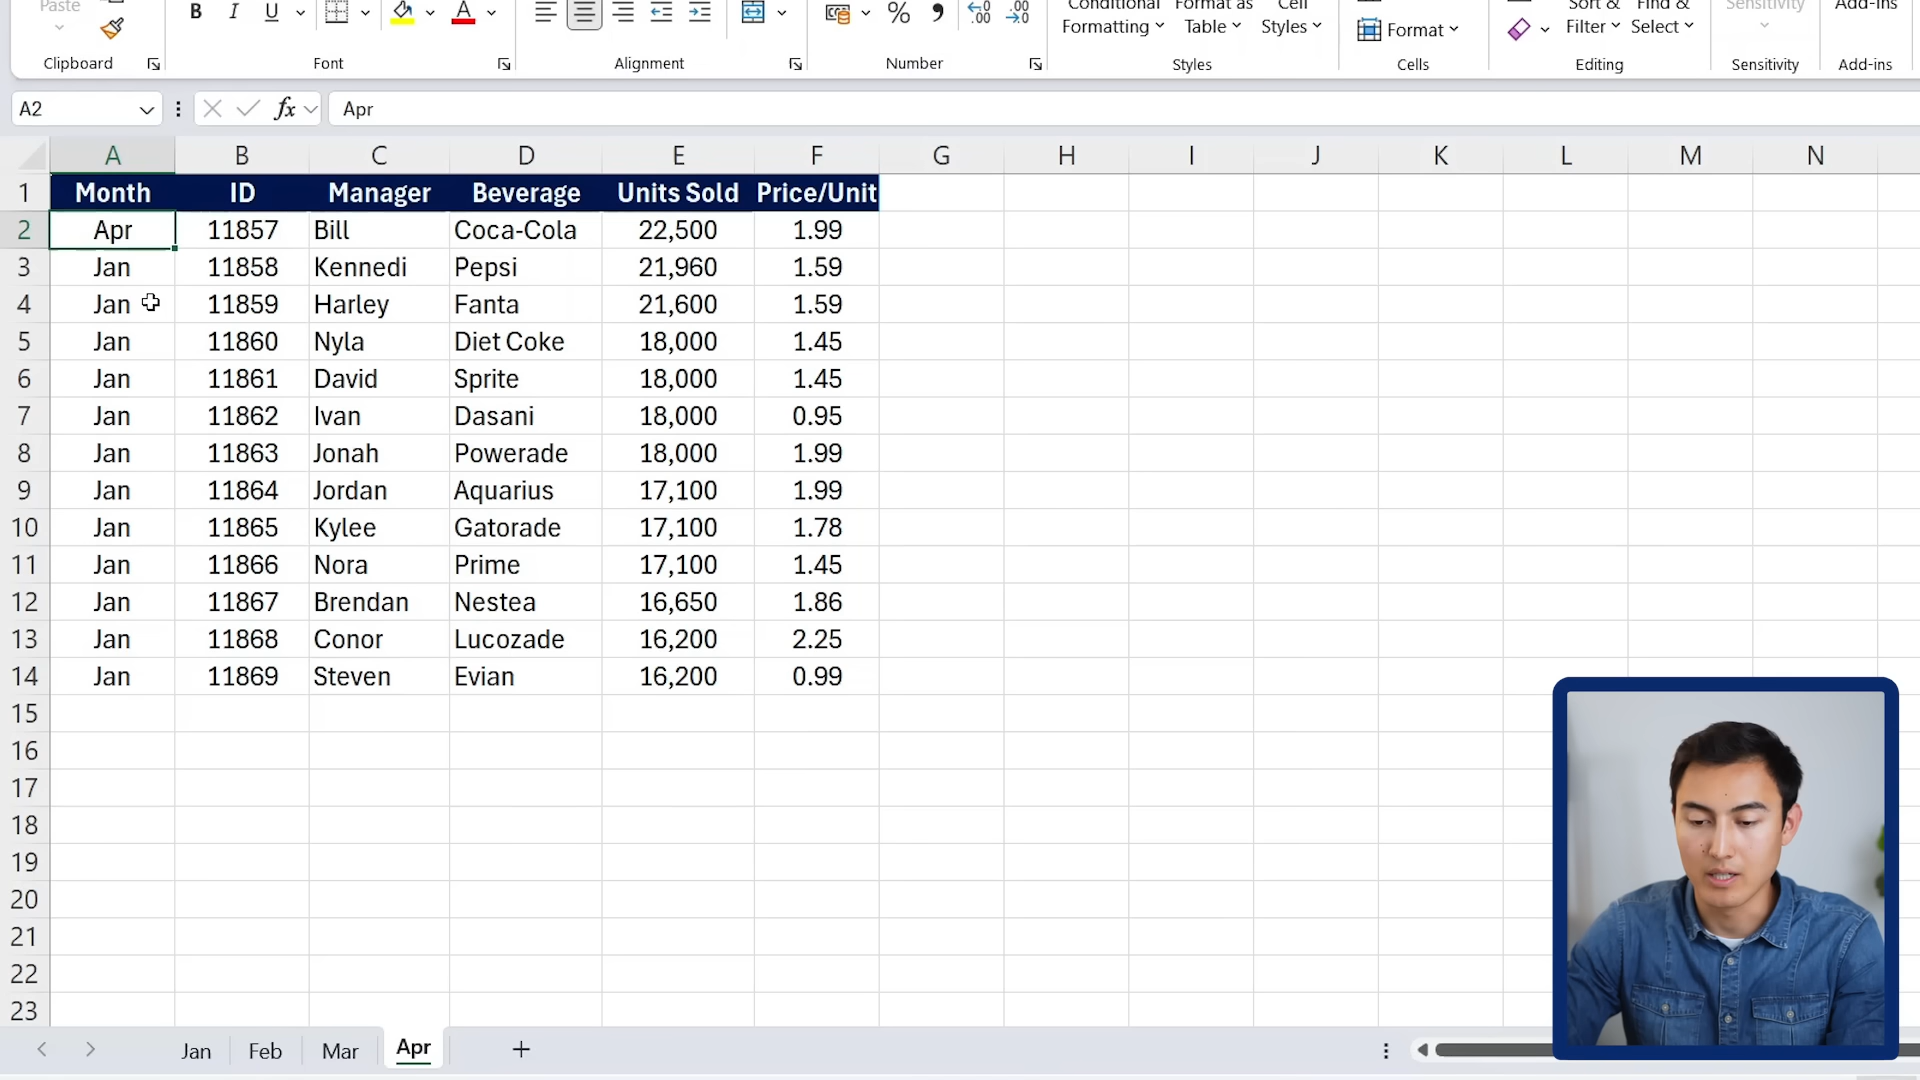 Paste
B I U A
% 9 .00
Conditional Formatting
Format as Table
Cell Styles
Format
Sort & Filter
Find & Select
Sensitivity
Add-ins
Clipboard Font Alignment Number Styles Cells Editing Sensitivity Add-ins
A2 fx Apr
A B C D E F G H I J K L M N
1 Month ID Manager Beverage Units Sold Price/Unit
2 Apr 11857 Bill Coca-Cola 22,500 1.99
3 Jan 11858 Kennedi Pepsi 21,960 1.59
4 Jan 11859 Harley Fanta 21,600 1.59
5 Jan 11860 Nyla Diet Coke 18,000 1.45
6 Jan 11861 David Sprite 18,000 1.45
7 Jan 11862 Ivan Dasani 18,000 0.95
8 Jan 11863 Jonah Powerade 18,000 1.99
9 Jan 11864 Jordan Aquarius 17,100 1.99
10 Jan 11865 Kylee Gatorade 17,100 1.78
11 Jan 11866 Nora Prime 17,100 1.45
12 Jan 11867 Brendan Nestea 16,650 1.86
13 Jan 11868 Conor Lucozade 16,200 2.25
14 Jan 11869 Steven Evian 16,200 0.99
15
16
17
18
19
20
21
22
23
Jan Feb Mar Apr